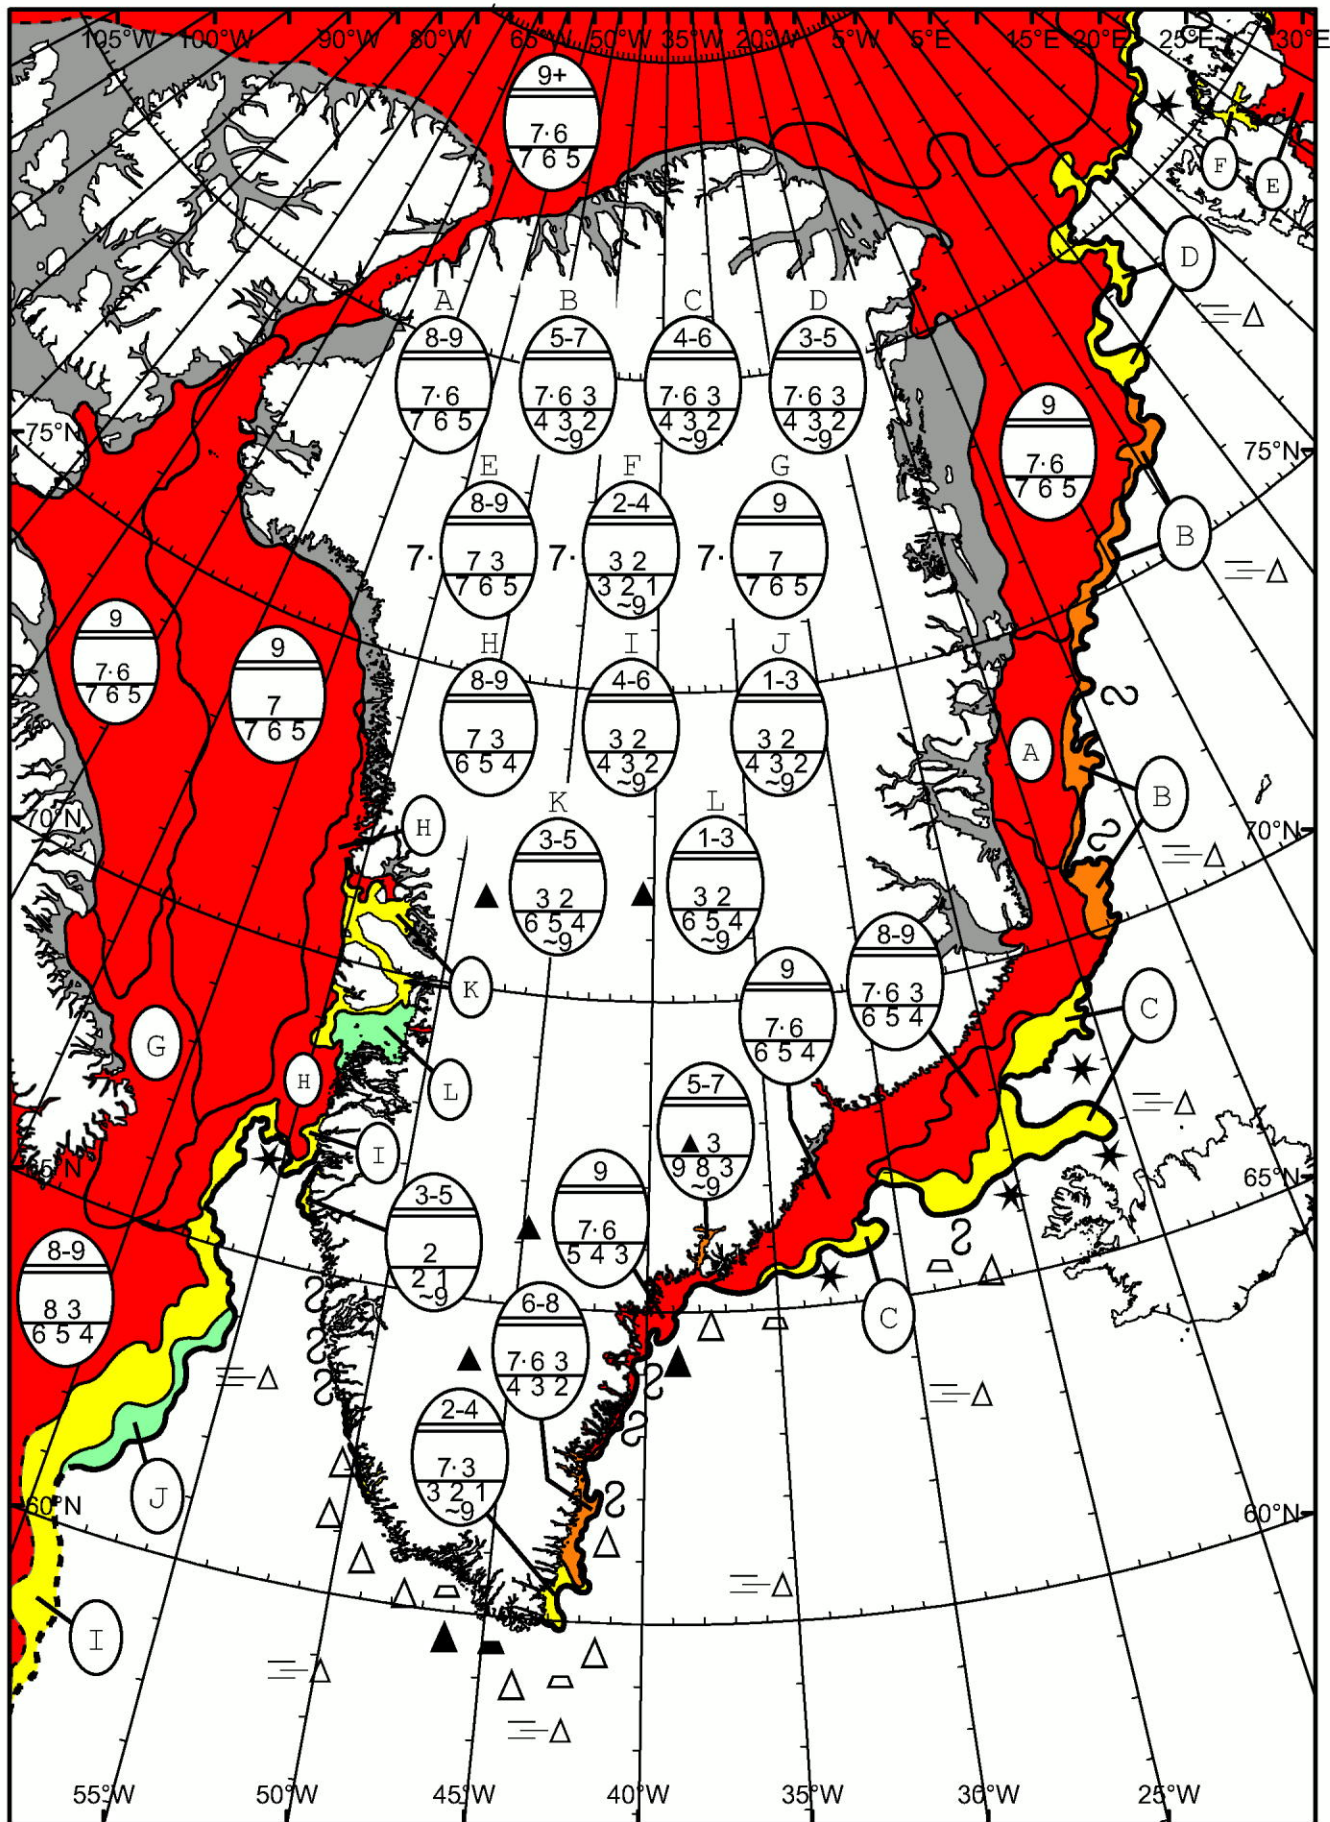 105°W 100°W 90°W 80°W 65°W 50°W 35°W 20°W 5°W 5°E 15°E 20°E 25°E 30°E
9+
7·6
7 6 5
F
E
D
A B C D
8-9 5-7 4-6 3-5
7·6 7·6 3 7·6 3 7·6 3
7 6 5 4 3 2 4 3 2 4 3 2
~9 ~9 ~9
75°N
9
7·6
7 6 5
75°N
E F G
8-9 2-4 9
7· 7 3 7· 3 2 7· 7
7 6 5 3 2 1 7 6 5
~9
B
9
7·6
7 6 5
9
7
7 6 5
H I J
8-9 4-6 1-3
7 3 3 2 3 2
6 5 4 4 3 2 4 3 2
~9 ~9
A
B
70°N
H
70°N
K L
3-5 1-3
3 2 3 2
6 5 4 6 5 4
~9 ~9
8-9
7·6 3
6 5 4
9
7·6
6 5 4
K
C
G
H
L
5-7
3
9 8 3
~9
I
65°N
65°N
9
7·6
5 4 3
3-5
2
2 1
~9
8-9
8 3
6 5 4
C
6-8
7·6 3
4 3 2
2-4
7·3
3 2 1
~9
J
60°N
60°N
I
55°W 50°W 45°W 40°W 35°W 30°W 25°W